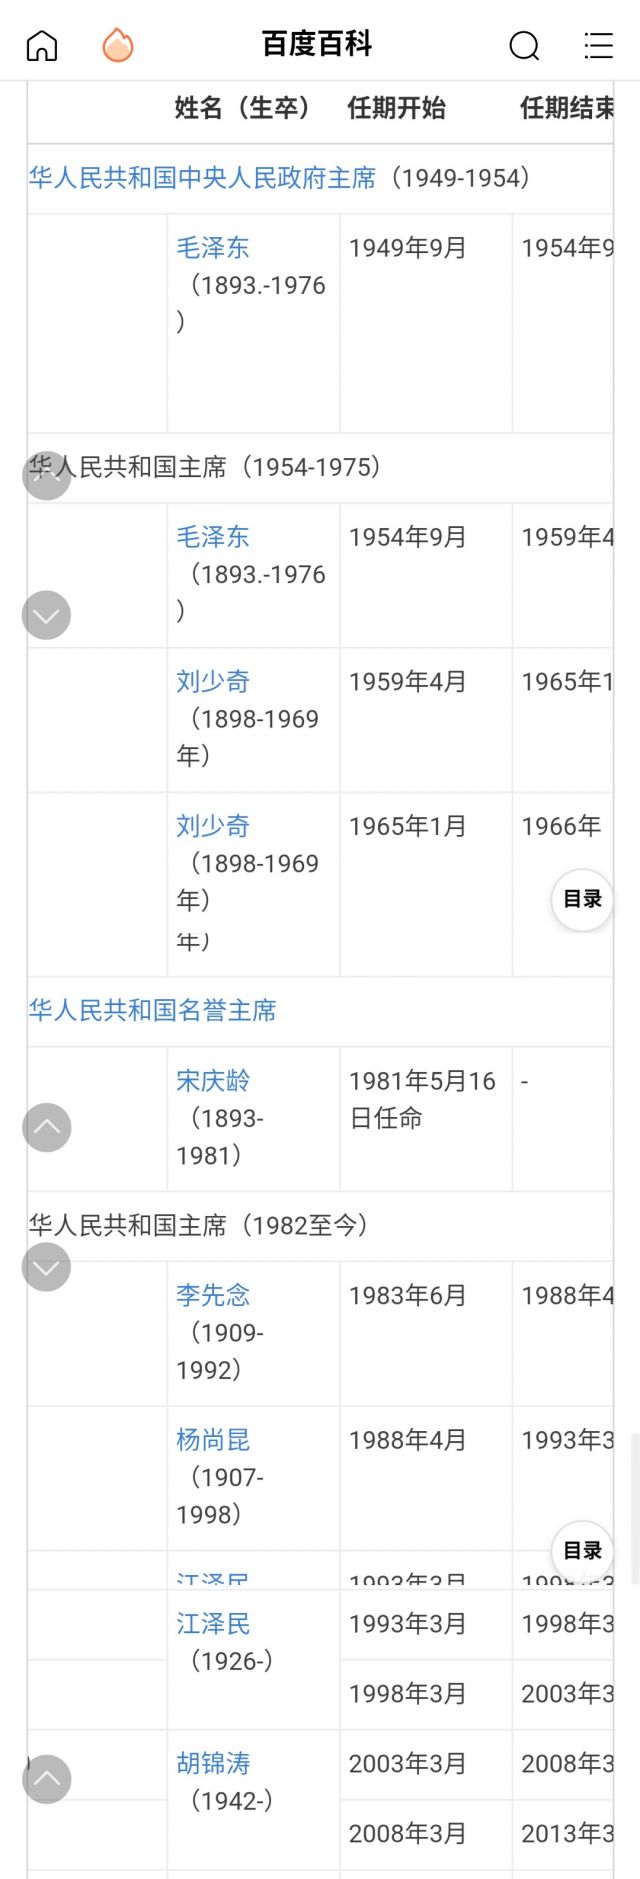 百度百科
姓名（生卒） 任期开始 任期结束
华人民共和国中央人民政府主席（1949-1954）
毛泽东 1949年9月 1954年9
（1893.-1976
）
华人民共和国主席（1954-1975）
毛泽东 1954年9月 1959年4
（1893.-1976
）
刘少奇 1959年4月 1965年1
（1898-1969
年）
刘少奇 1965年1月 1966年
（1898-1969
年）
目录
年）
华人民共和国名誉主席
宋庆龄 1981年5月16 -
（1893- 日任命
1981）
华人民共和国主席（1982至今）
李先念 1983年6月 1988年4
（1909-
1992）
杨尚昆 1988年4月 1993年3
（1907-
1998）
目录
江泽民 1993年3月 1998年3
江泽民 1993年3月 1998年3
（1926-）
1998年3月 2003年3
胡锦涛 2003年3月 2008年3
（1942-）
2008年3月 2013年3